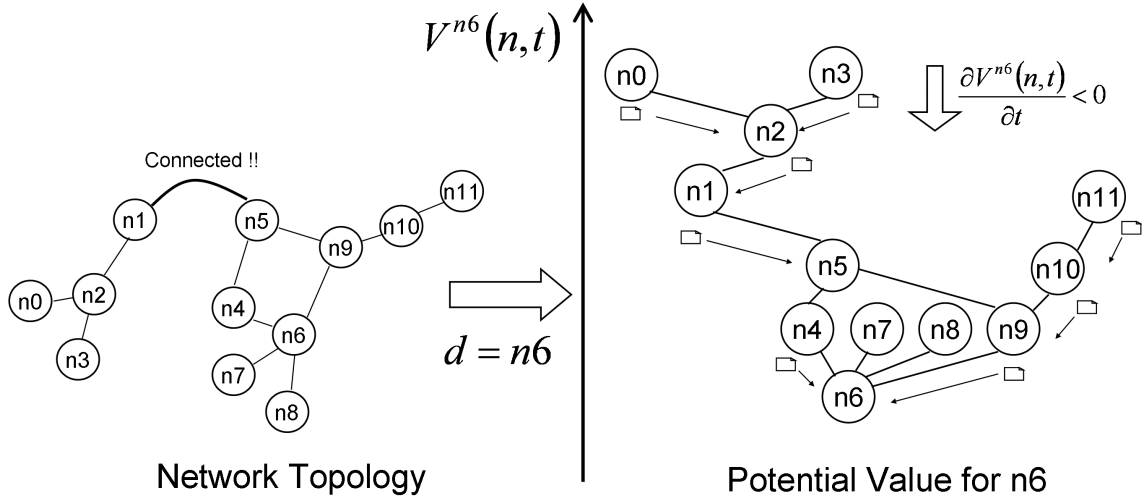 Connected !!
n1
n5
n11
n10
n9
n2
n0
n4
n6
n3
n7
n8
Network Topology
d = n6
V^{n6}(n,t)
n0
n3
∂V^{n6}(n,t)/∂t < 0
n2
n1
n11
n5
n10
n4
n7
n8
n9
n6
Potential Value for n6